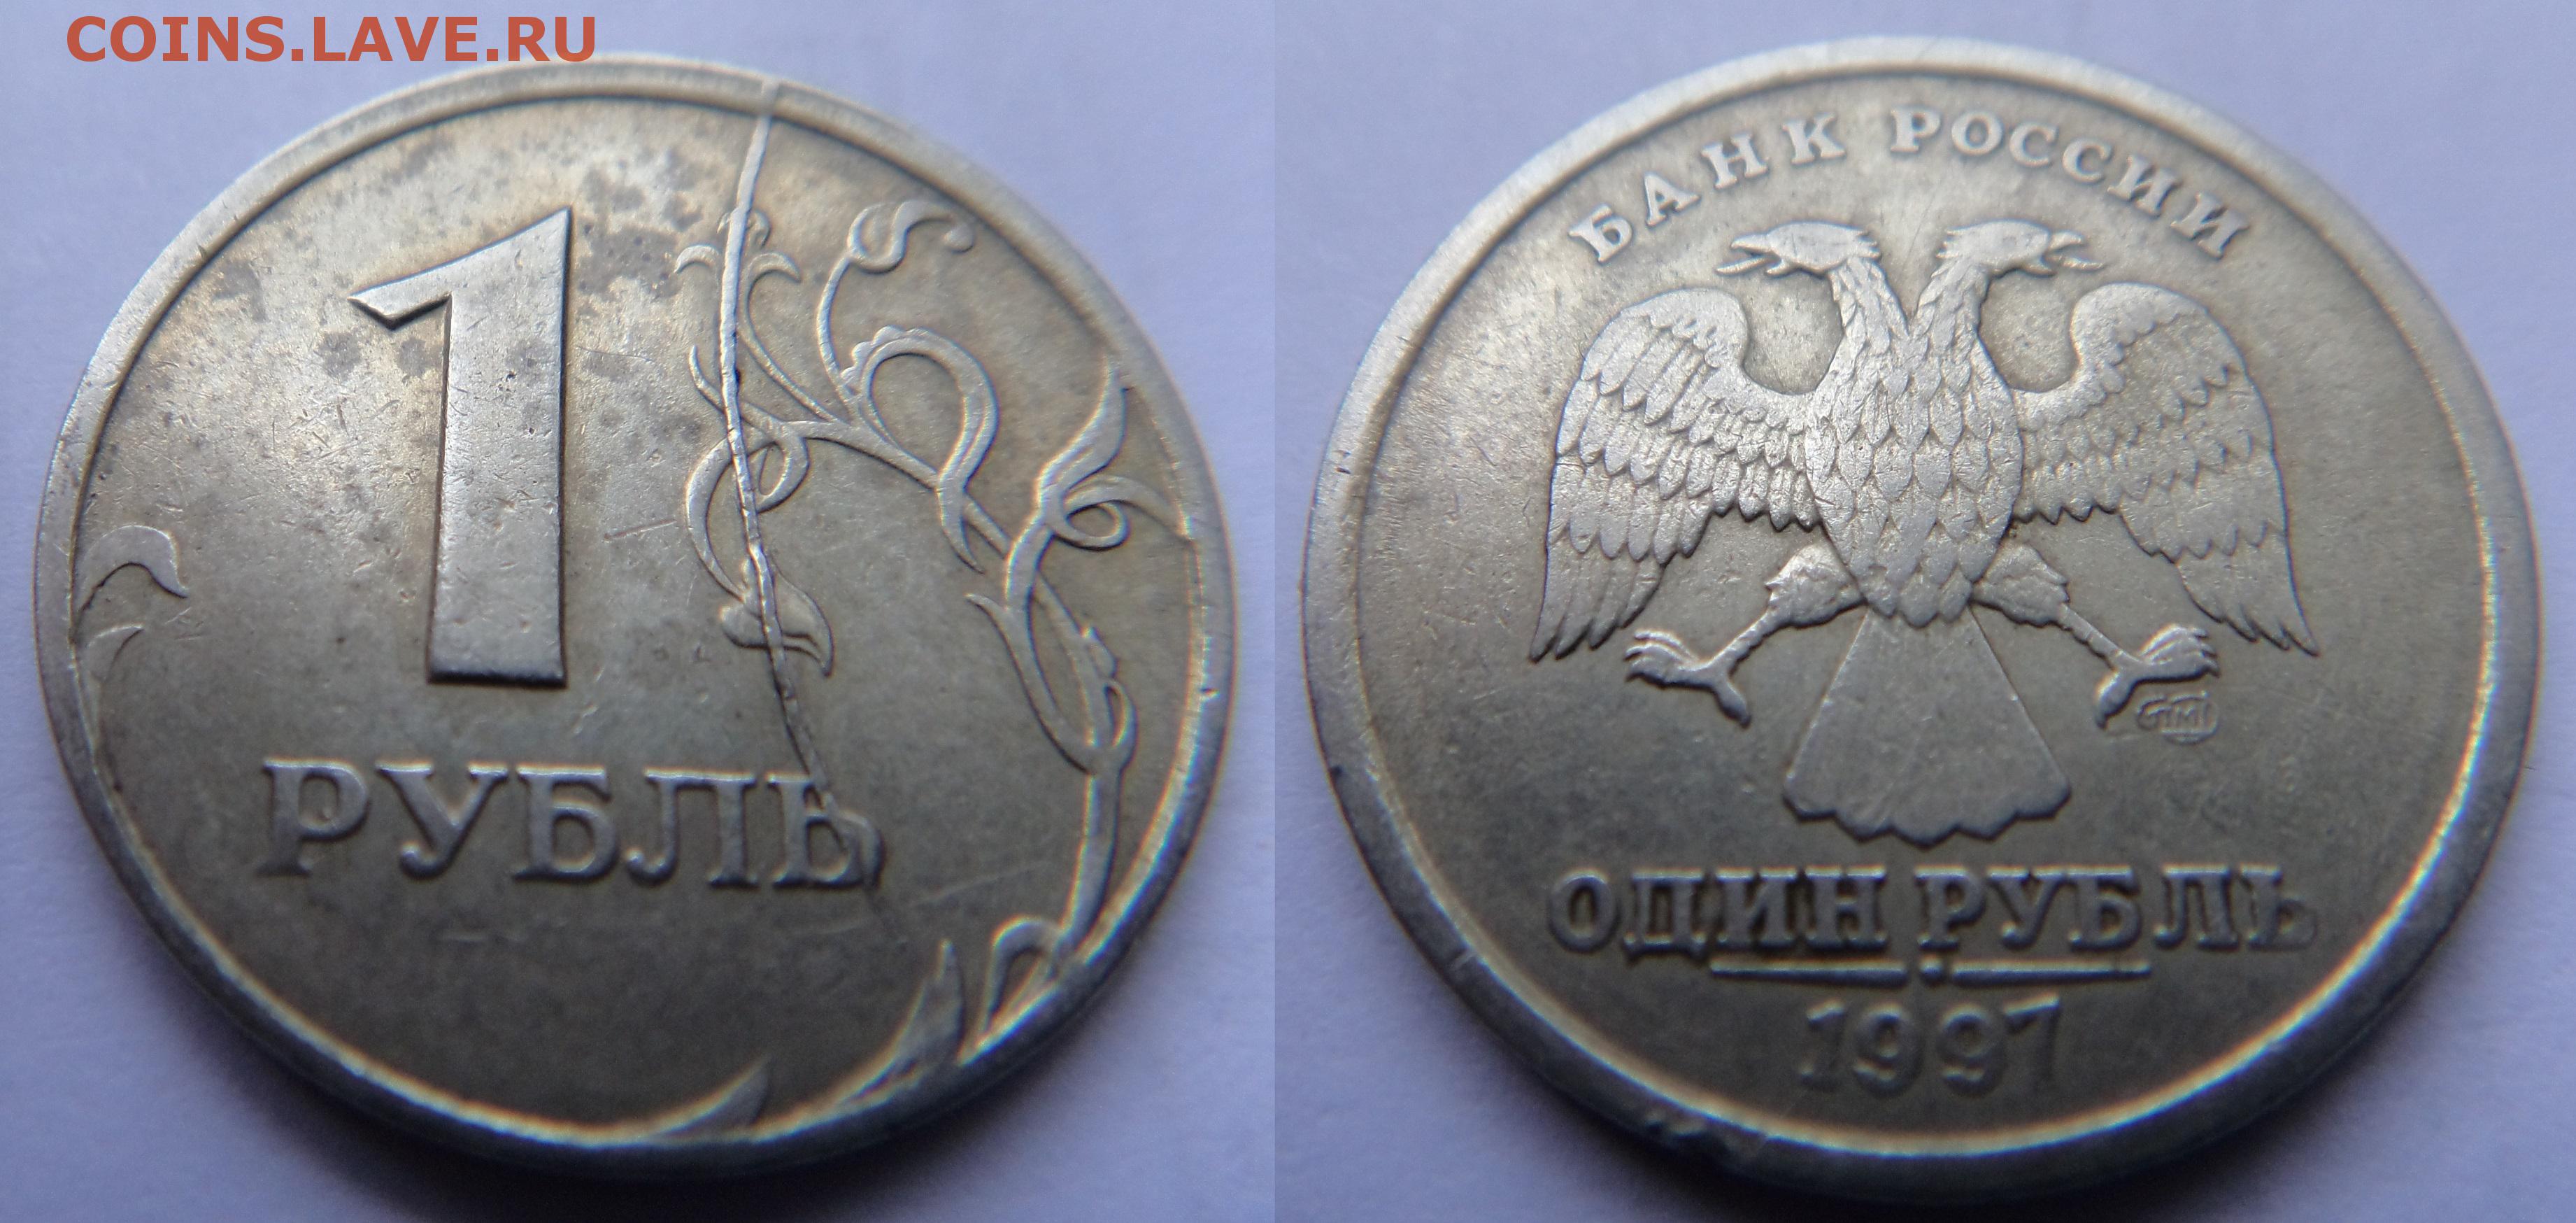 COINS.LAVE.RU
1
РУБЛЬ
БАНК РОССИИ
ОДИН РУБЛЬ
1997